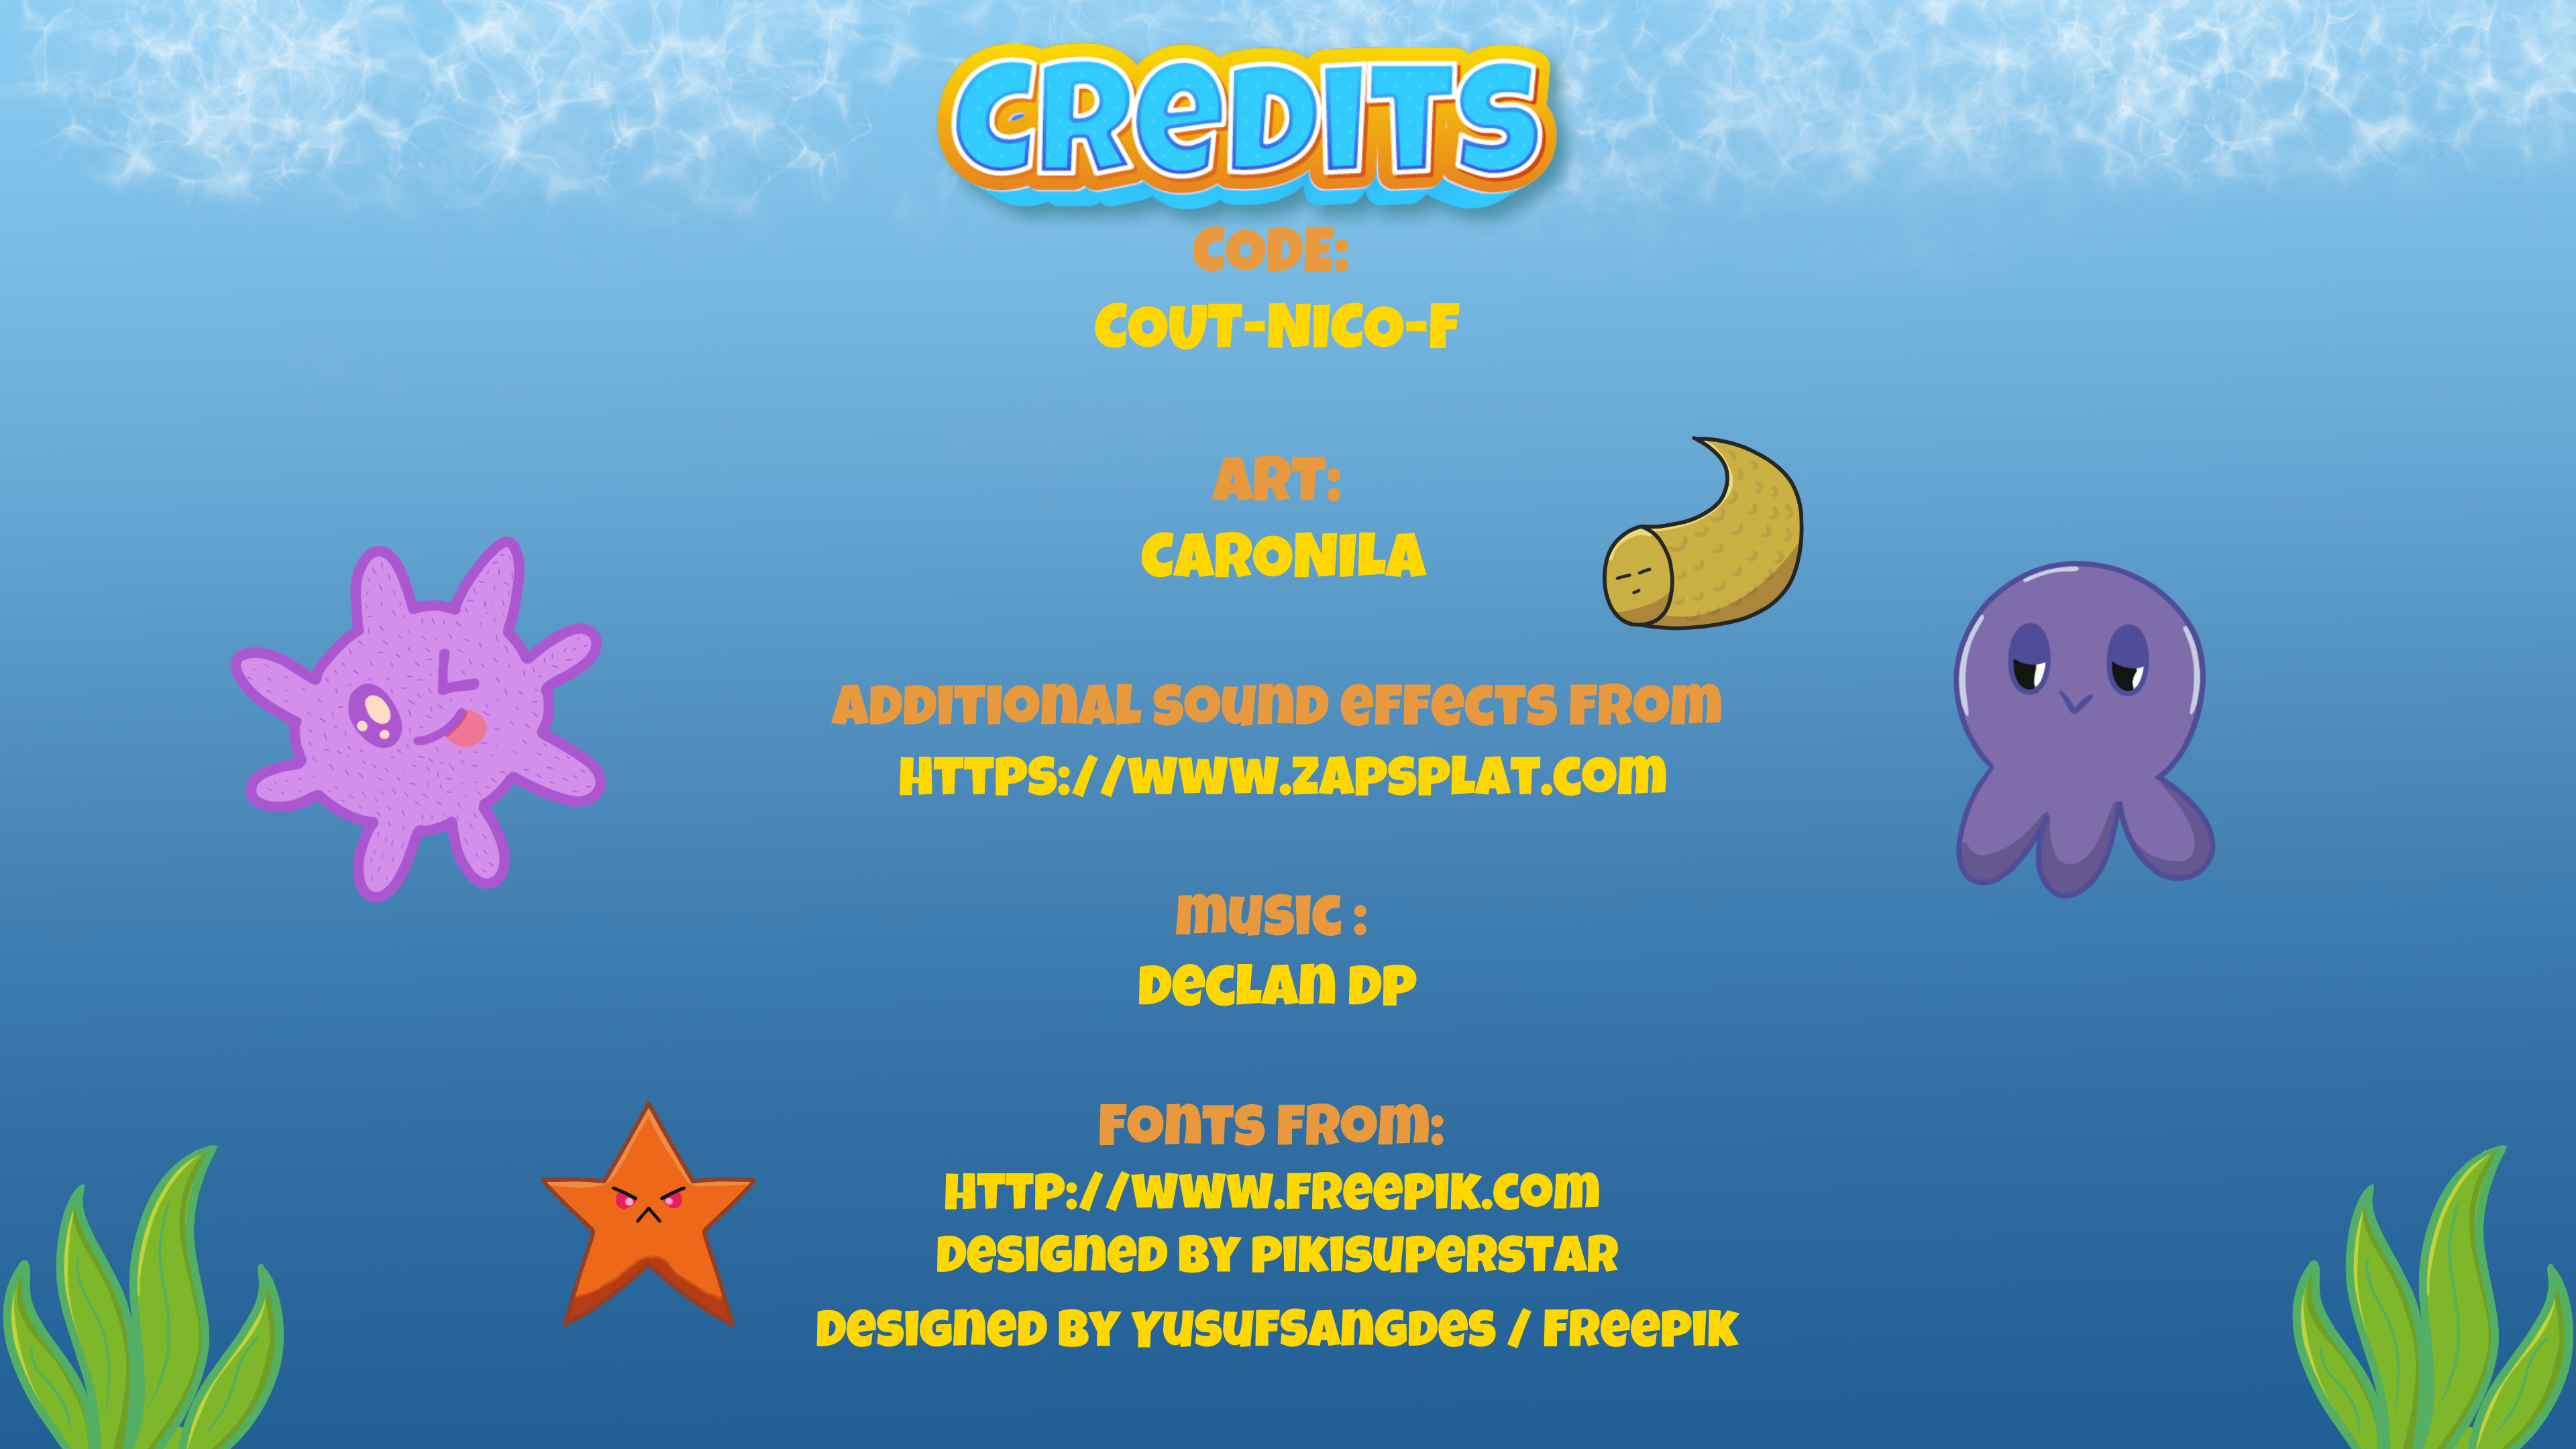 CReDITS
CODE:
COUT-NICO-F
ART:
CARONILA
ADDITIONAL SOUND EFFECTS FROM
HTTPS://WWW.ZAPSPLAT.COM
MUSIC :
DECLAN DP
FONTS FROM:
HTTP://WWW.FREEPIK.COM
DESIGNED BY PIKISUPERSTAR
DESIGNED BY YUSUFSANGDES / FREEPIK